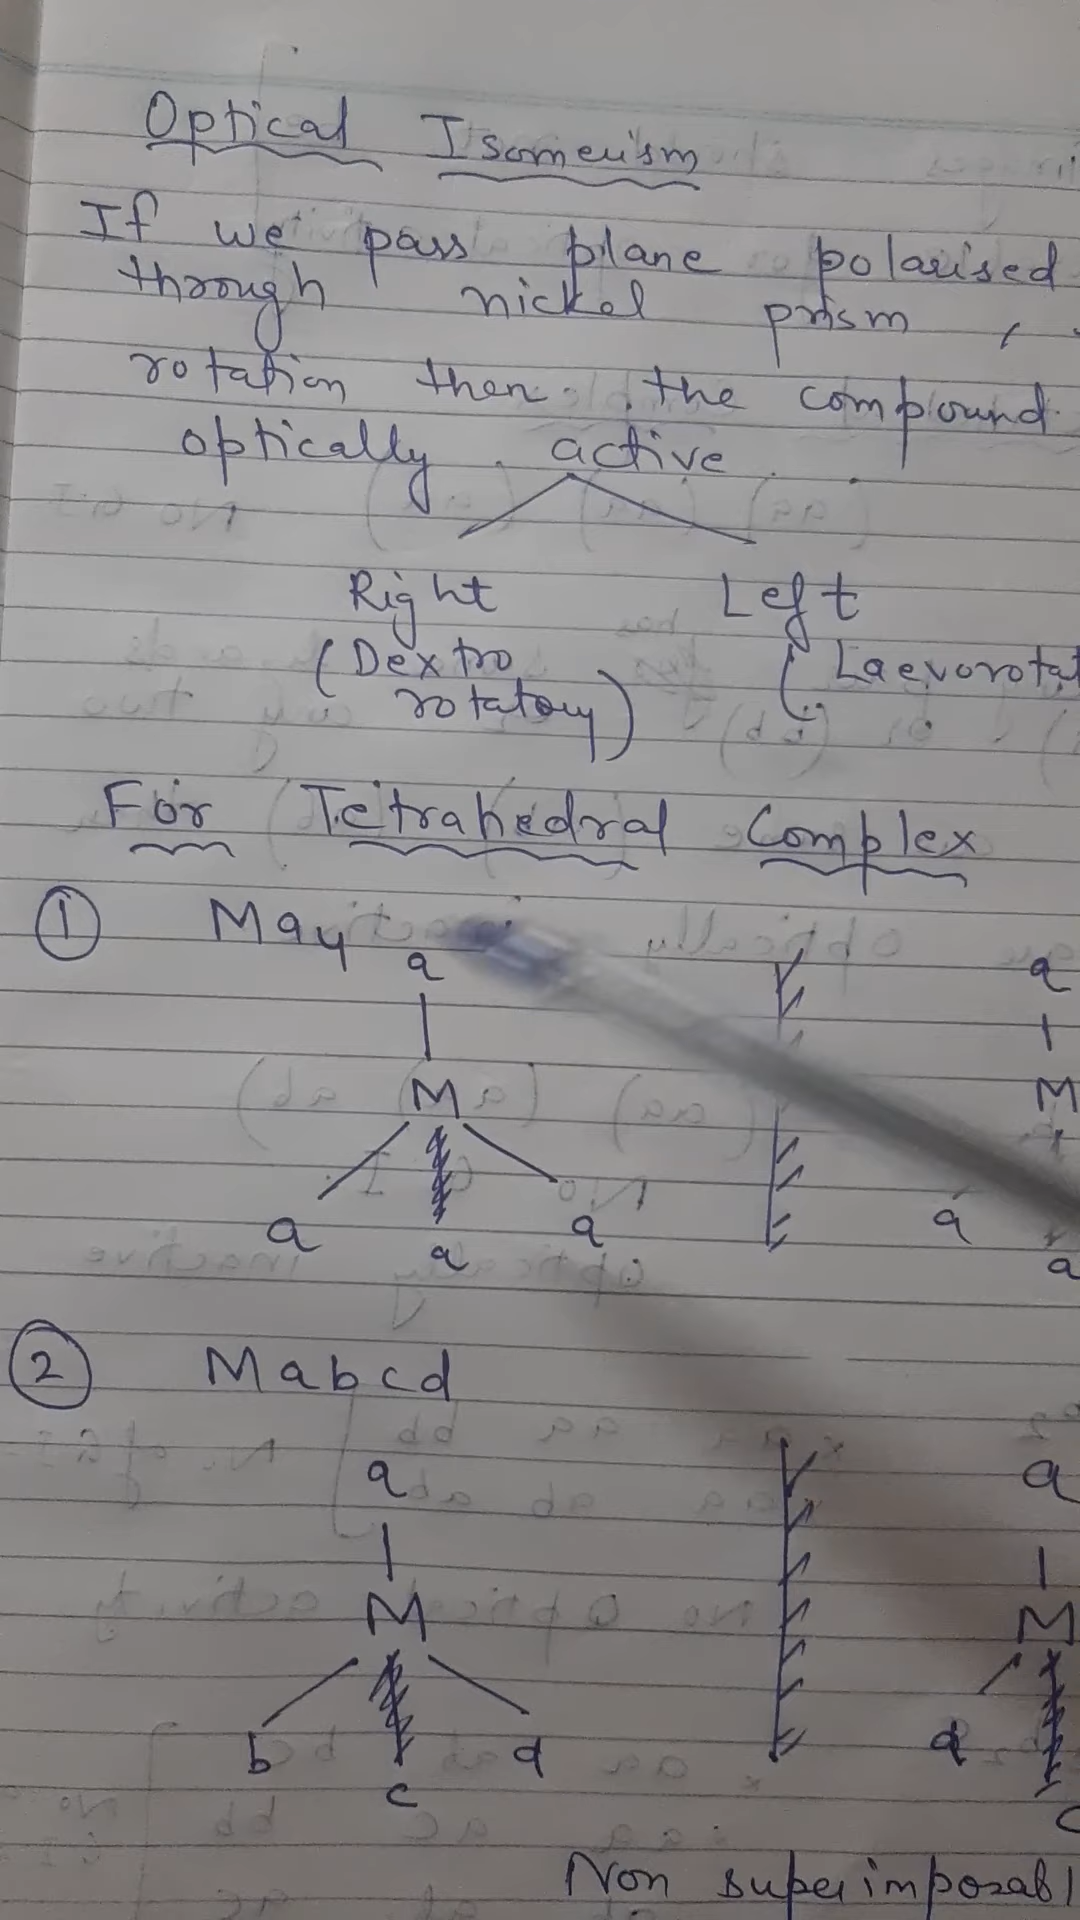 Optical Isomerism
If we pass plane polarised
through nickel prism ,
rotation then the compound
optically active .
Right Left
(Dextro (Laevorotat
rotatory)
For Tetrahedral Complex
① Ma4
a a
M M
a a a a a
② Mabcd
a a
M M
b c d d c
Non superimposabl